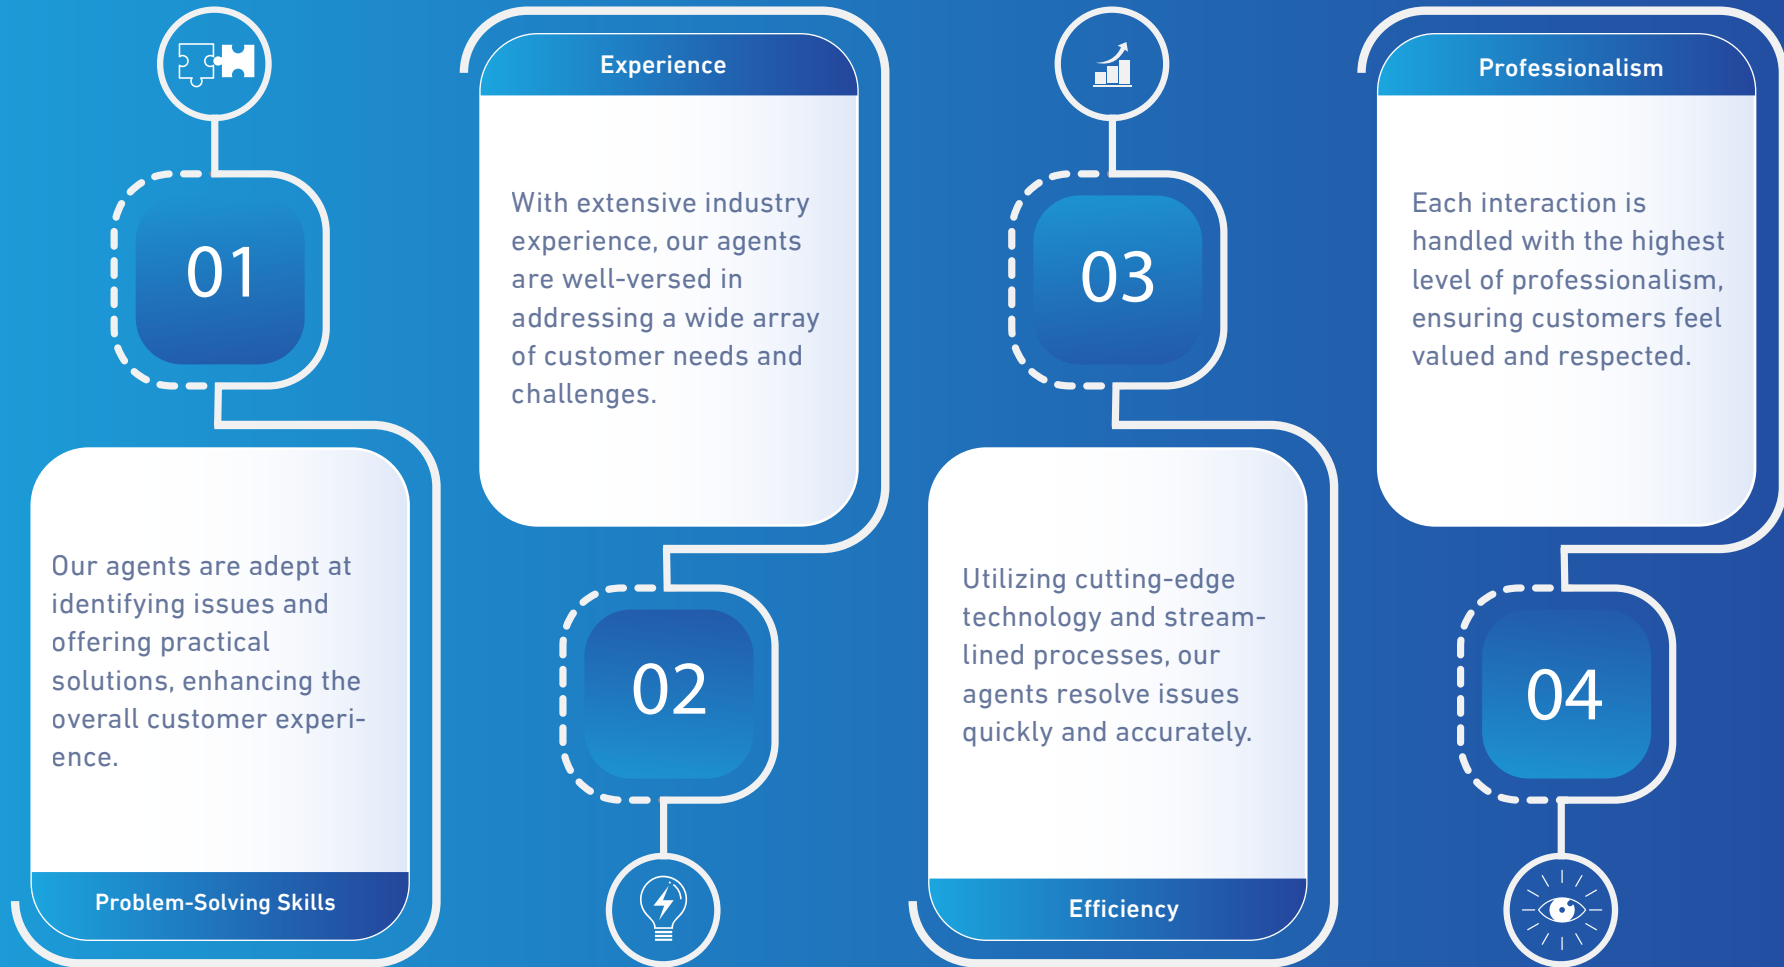 01
Our agents are adept at
identifying issues and
offering practical
solutions, enhancing the
overall customer experi-
ence.
Problem-Solving Skills
Experience
With extensive industry
experience, our agents
are well-versed in
addressing a wide array
of customer needs and
challenges.
02
03
Utilizing cutting-edge
technology and stream-
lined processes, our
agents resolve issues
quickly and accurately.
Efficiency
Professionalism
Each interaction is
handled with the highest
level of professionalism,
ensuring customers feel
valued and respected.
04